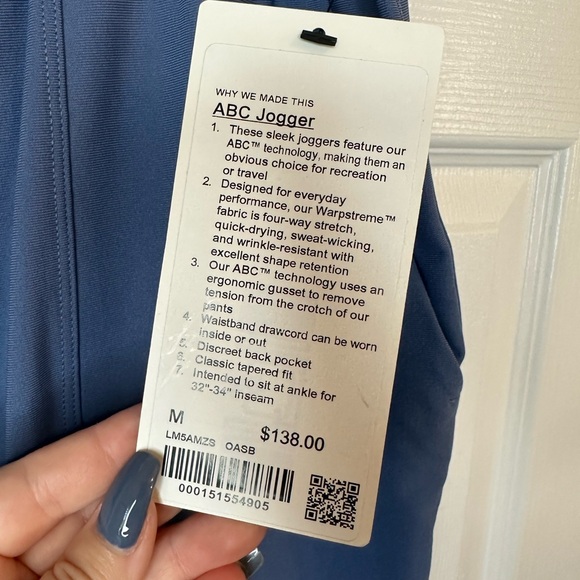 WHY WE MADE THIS
ABC Jogger
1. These sleek joggers feature our
ABC™ technology, making them an
obvious choice for recreation
or travel
2. Designed for everyday
performance, our Warpstreme™
fabric is four-way stretch,
quick-drying, sweat-wicking,
and wrinkle-resistant with
excellent shape retention
3. Our ABC™ technology uses an
ergonomic gusset to remove
tension from the crotch of our
pants
4. Waistband drawcord can be worn
inside or out
5. Discreet back pocket
6. Classic tapered fit
7. Intended to sit at ankle for
32"-34" inseam
M
$138.00
LM5AMZS OASB
000151554905